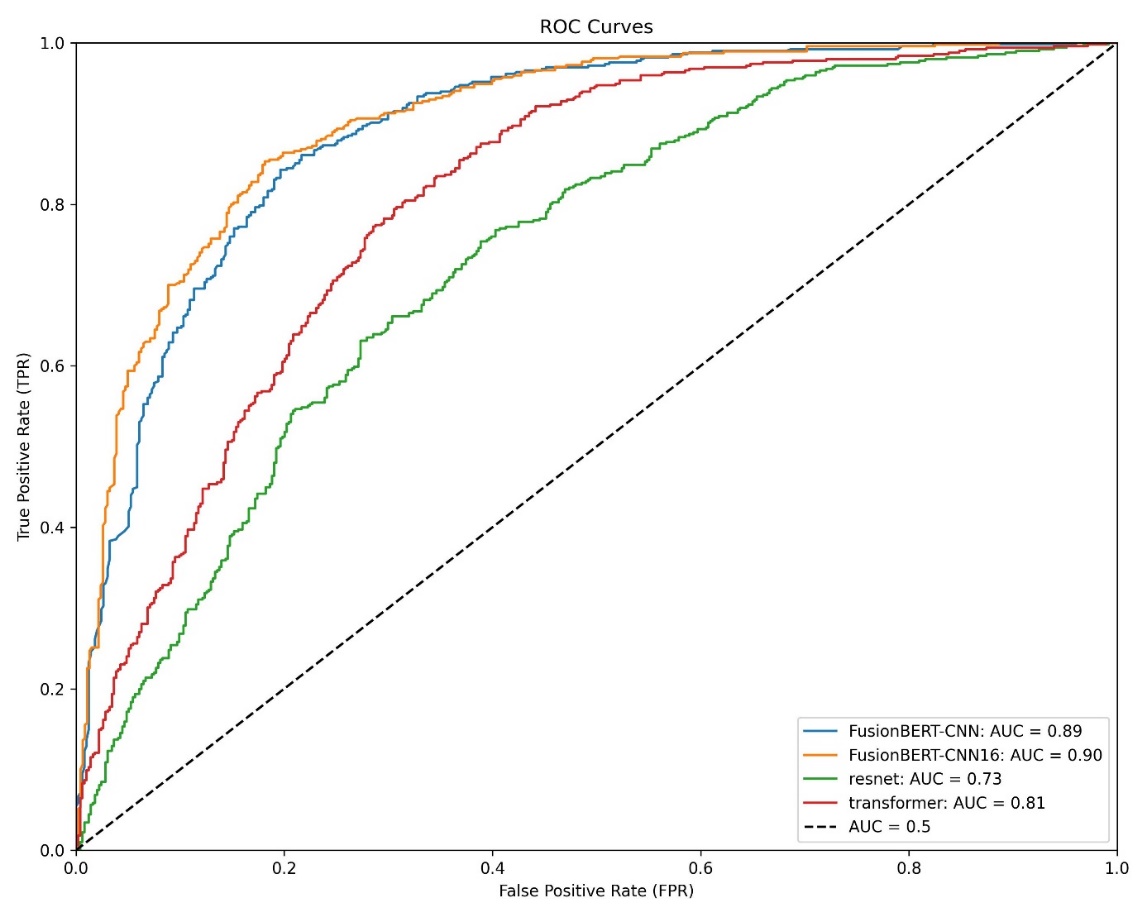 ROC Curves
1.0
0.8
0.6
0.4
0.2
0.0
True Positive Rate (TPR)
FusionBERT-CNN: AUC = 0.89
FusionBERT-CNN16: AUC = 0.90
resnet: AUC = 0.73
transformer: AUC = 0.81
AUC = 0.5
0.0 0.2 0.4 0.6 0.8 1.0
False Positive Rate (FPR)